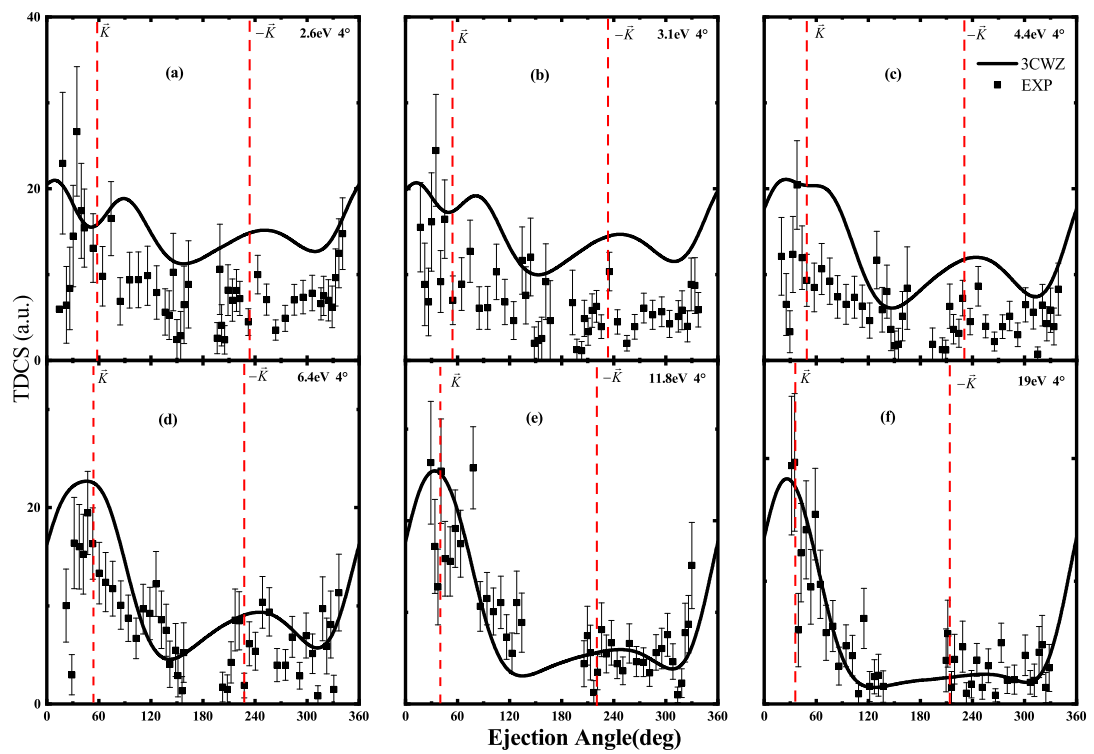 40
K⃗
−K⃗
2.6eV 4°
K⃗
−K⃗
3.1eV 4°
K⃗
−K⃗
4.4eV 4°
(a)
(b)
(c)
3CWZ
EXP
20
TDCS (a.u.)
0
K⃗
−K⃗
6.4eV 4°
K⃗
−K⃗
11.8eV 4°
K⃗
−K⃗
19eV 4°
(d)
(e)
(f)
20
0
0 60 120 180 240 300 360
0 60 120 180 240 300 360
0 60 120 180 240 300 360
Ejection Angle(deg)